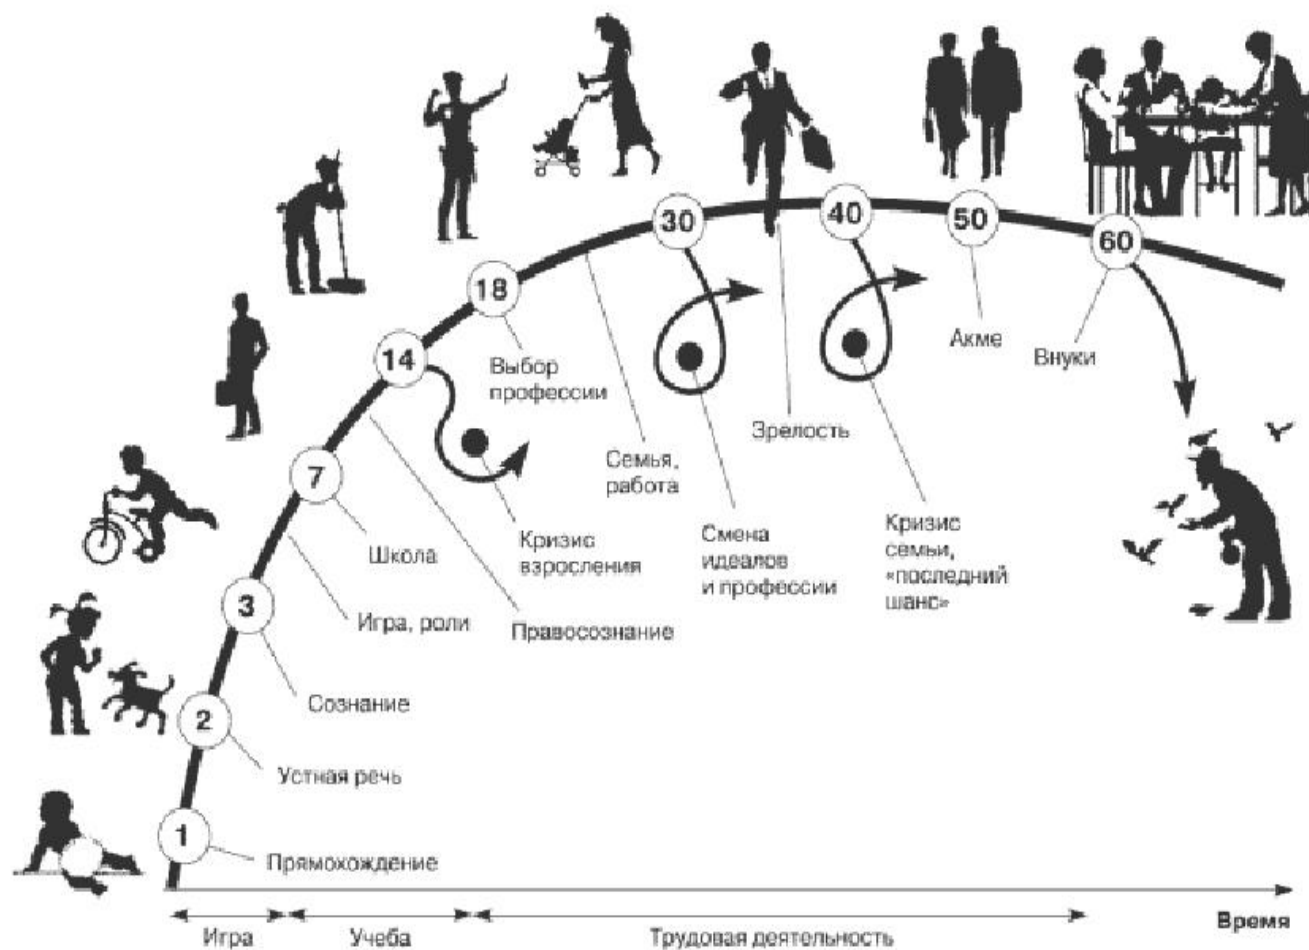 30
40
50
60
18
14
7
3
2
1
Выбор
профессии
Акме
Внуки
Зрелость
Семья,
работа
Смена
идеалов
и профессии
Кризис
семьи,
«последний
шанс»
Школа
Кризис
взросления
Игра, роли
Правосознание
Сознание
Устная речь
Прямохождение
Время
Игра
Учеба
Трудовая деятельность